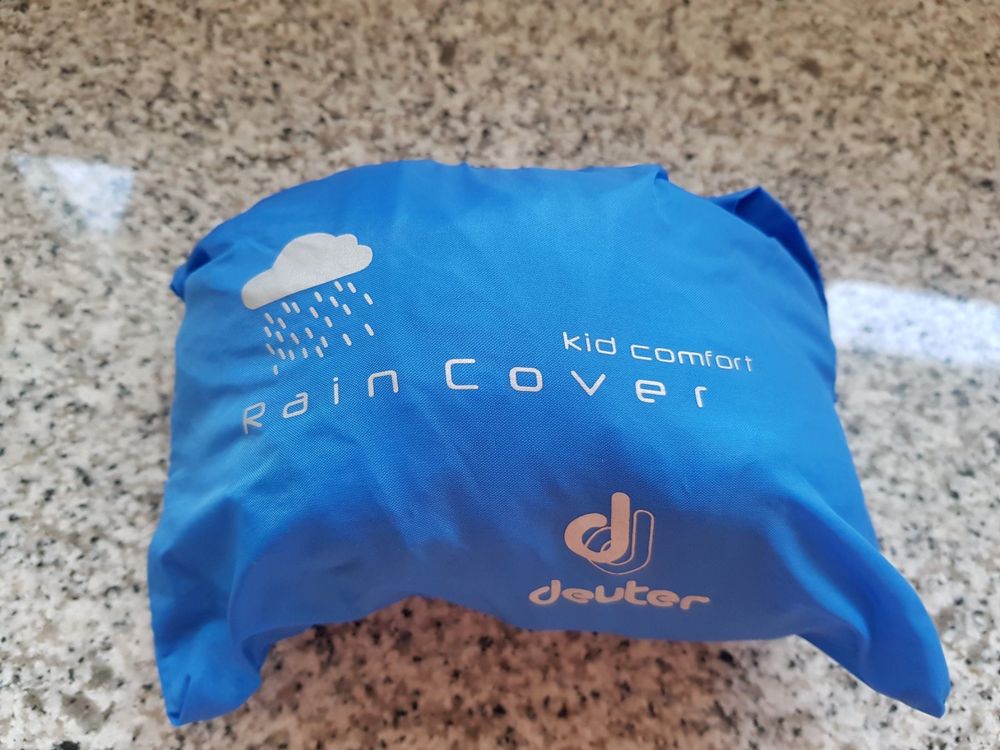 kid comfort
Rain Cover
deuter